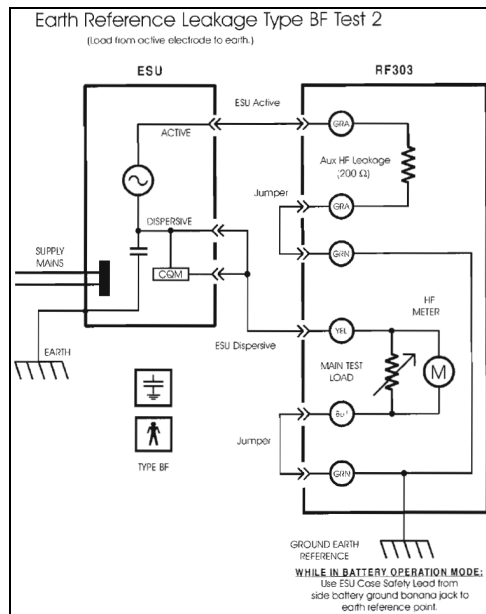 Earth Reference Leakage Type BF Test 2
(Load from active electrode to earth.)
ESU
RF303
ESU Active
ACTIVE
GRA
Aux HF Leakage
(200 Ω)
Jumper
GRA
DISPERSIVE
GRN
SUPPLY
MAINS
CQM
HF
METER
ESU Dispersive
YEL
EARTH
MAIN TEST
LOAD
M
TYPE BF
Jumper
GRN
GROUND EARTH
REFERENCE
WHILE IN BATTERY OPERATION MODE:
Use ESU Case Safety Lead from
side battery ground banana jack to
earth reference point.